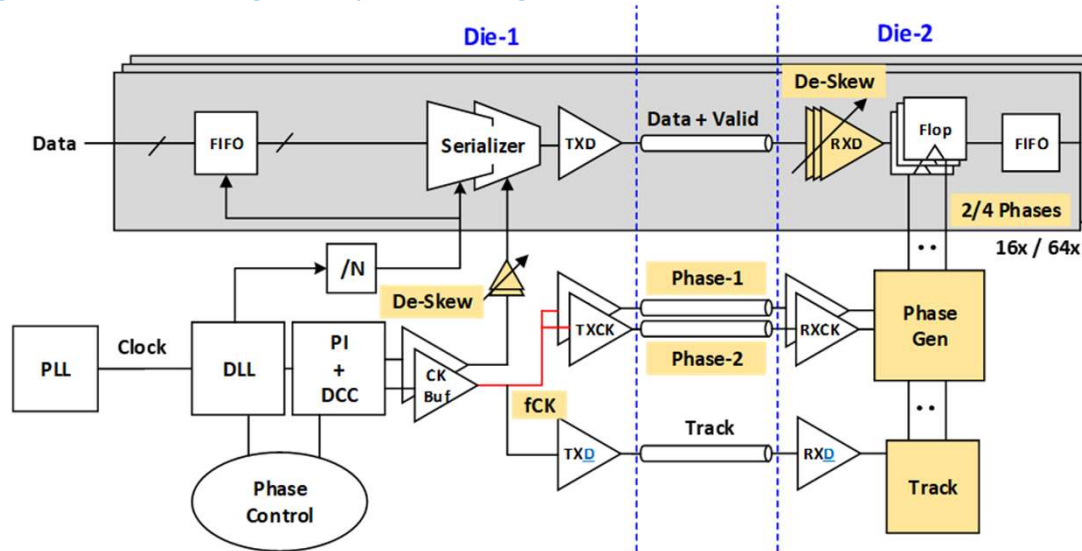 Die-1
Die-2
De-Skew
Data + Valid
Data
FIFO
Serializer
TXD
RXD
Flop
FIFO
2/4 Phases
16x / 64x
/N
De-Skew
Phase-1
TXCK
RXCK
Phase
Gen
Clock
PLL
DLL
PI
+
DCC
CK
Buf
Phase-2
fCK
Track
TXD
RXD
Track
Phase
Control